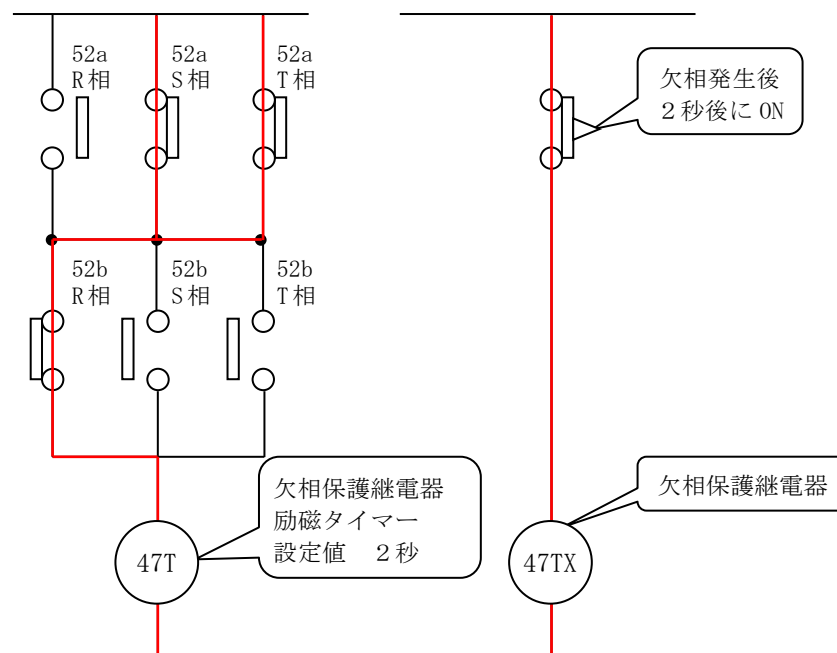 52a
R相
52a
S相
52a
T相
欠相発生後
２秒後に ON
52b
R相
52b
S相
52b
T相
欠相保護継電器
励磁タイマー
設定値　２秒
欠相保護継電器
47T
47TX